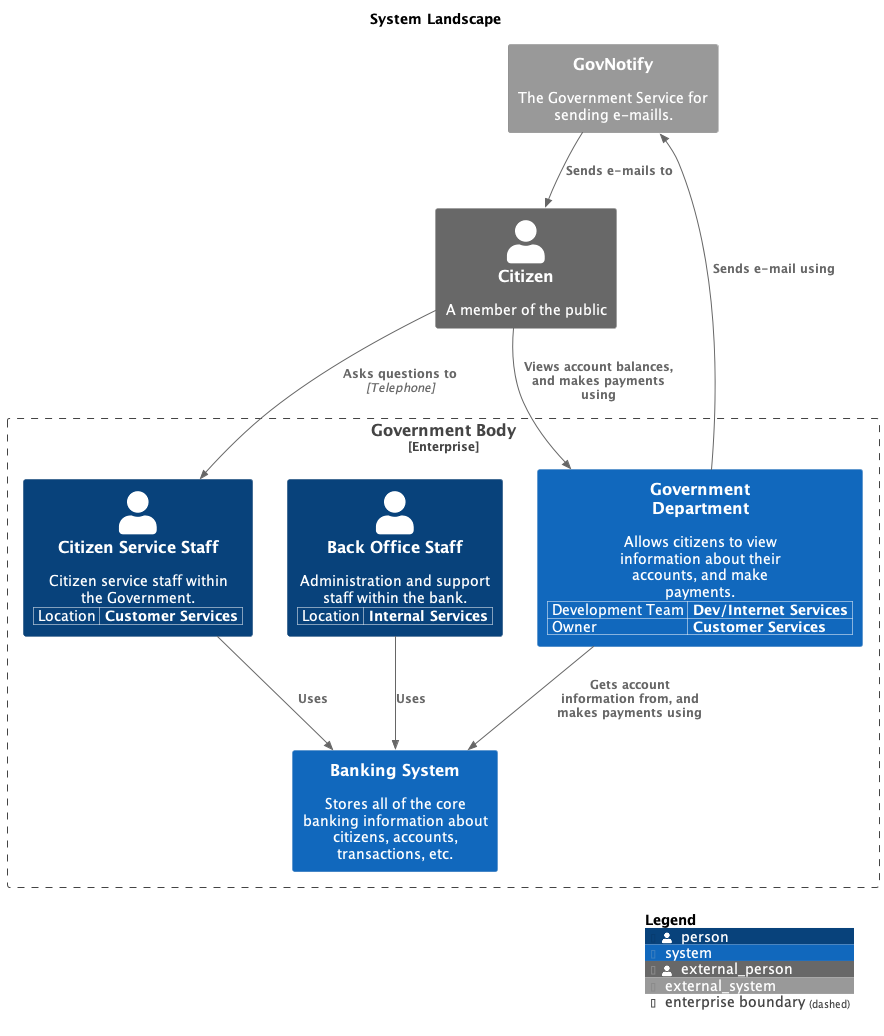 System Landscape
GovNotify
The Government Service for
sending e-maills.
Sends e-mails to
Citizen
A member of the public
Sends e-mail using
Asks questions to
[Telephone]
Views account balances,
and makes payments
using
Government Body
[Enterprise]
Citizen Service Staff
Citizen service staff within
the Government.
Location Customer Services
Back Office Staff
Administration and support
staff within the bank.
Location Internal Services
Government
Department
Allows citizens to view
information about their
accounts, and make
payments.
Development Team Dev/Internet Services
Owner Customer Services
Uses
Uses
Gets account
information from, and
makes payments using
Banking System
Stores all of the core
banking information about
citizens, accounts,
transactions, etc.
Legend
person
system
external_person
external_system
enterprise boundary (dashed)